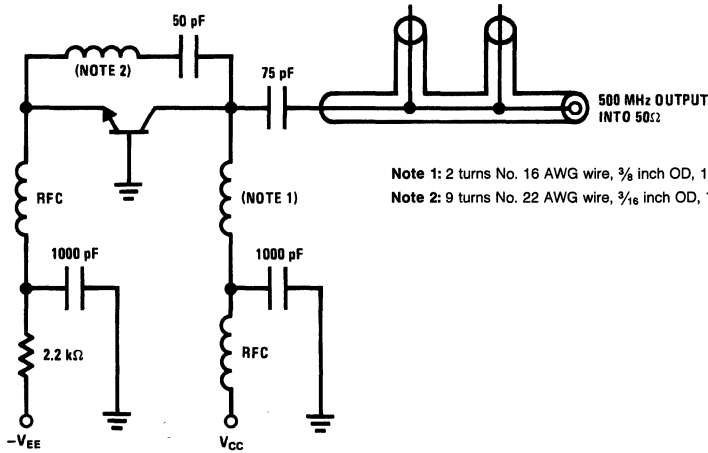 50 pF
(NOTE 2)
75 pF
500 MHz OUTPUT
INTO 50Ω
RFC
(NOTE 1)
Note 1: 2 turns No. 16 AWG wire, ⅜ inch OD, 1
Note 2: 9 turns No. 22 AWG wire, 3/16 inch OD,
1000 pF
1000 pF
2.2 kΩ
RFC
−VEE
VCC